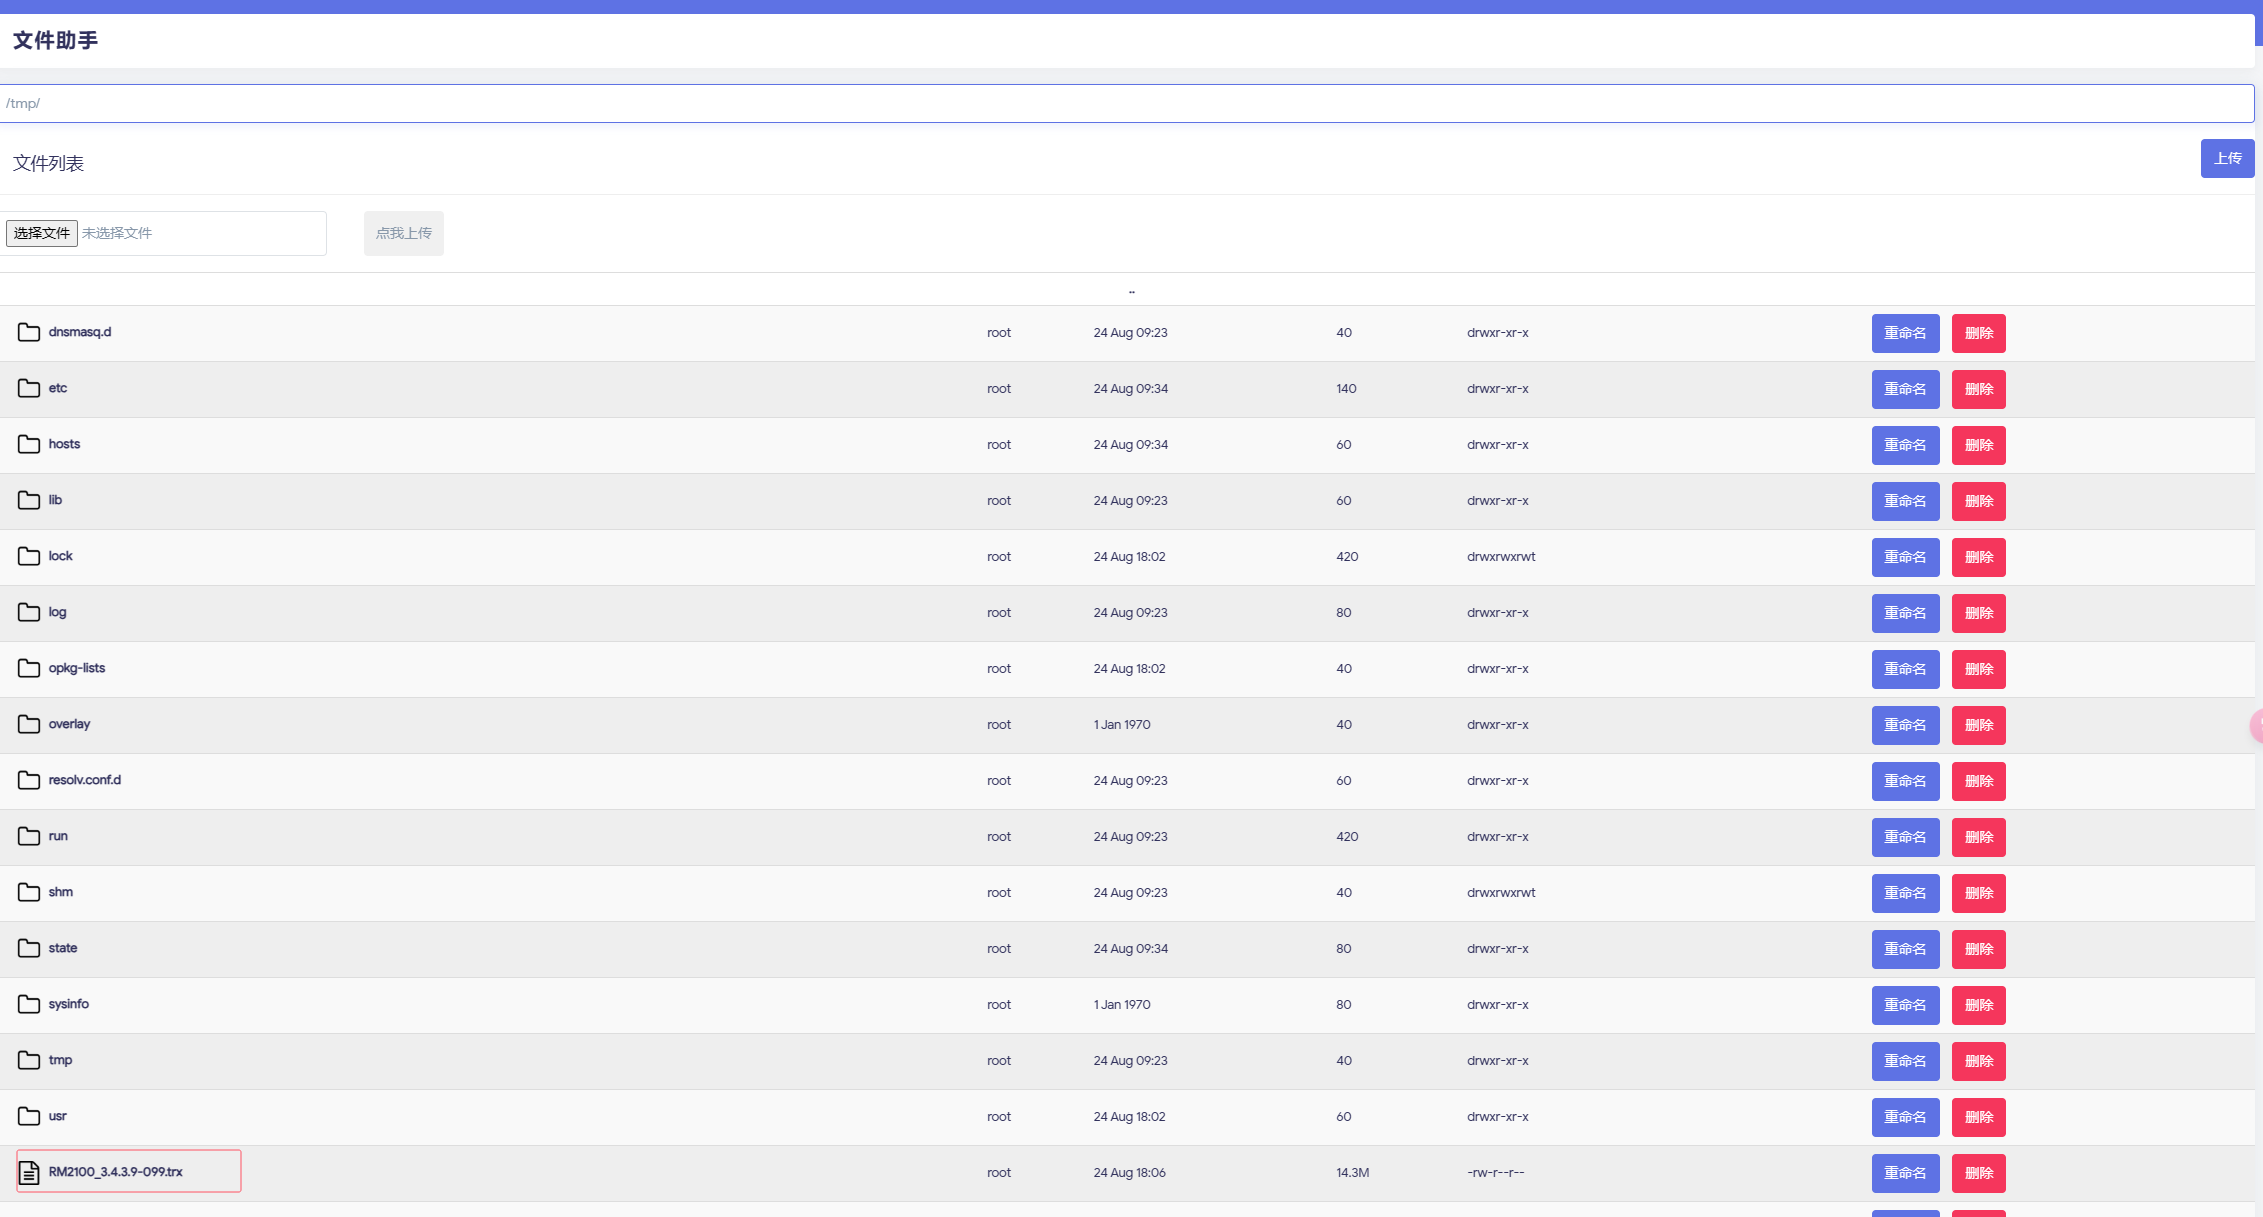 文件助手
/tmp/
文件列表 上传
选择文件 未选择文件 点我上传
..
dnsmasq.d root 24 Aug 09:23 40 drwxr-xr-x 重命名 删除
etc root 24 Aug 09:34 140 drwxr-xr-x 重命名 删除
hosts root 24 Aug 09:34 60 drwxr-xr-x 重命名 删除
lib root 24 Aug 09:23 60 drwxr-xr-x 重命名 删除
lock root 24 Aug 18:02 420 drwxrwxrwt 重命名 删除
log root 24 Aug 09:23 80 drwxr-xr-x 重命名 删除
opkg-lists root 24 Aug 18:02 40 drwxr-xr-x 重命名 删除
overlay root 1 Jan 1970 40 drwxr-xr-x 重命名 删除
resolv.conf.d root 24 Aug 09:23 60 drwxr-xr-x 重命名 删除
run root 24 Aug 09:23 420 drwxr-xr-x 重命名 删除
shm root 24 Aug 09:23 40 drwxrwxrwt 重命名 删除
state root 24 Aug 09:34 80 drwxr-xr-x 重命名 删除
sysinfo root 1 Jan 1970 80 drwxr-xr-x 重命名 删除
tmp root 24 Aug 09:23 40 drwxr-xr-x 重命名 删除
usr root 24 Aug 18:02 60 drwxr-xr-x 重命名 删除
RM2100_3.4.3.9-099.trx root 24 Aug 18:06 14.3M -rw-r--r-- 重命名 删除